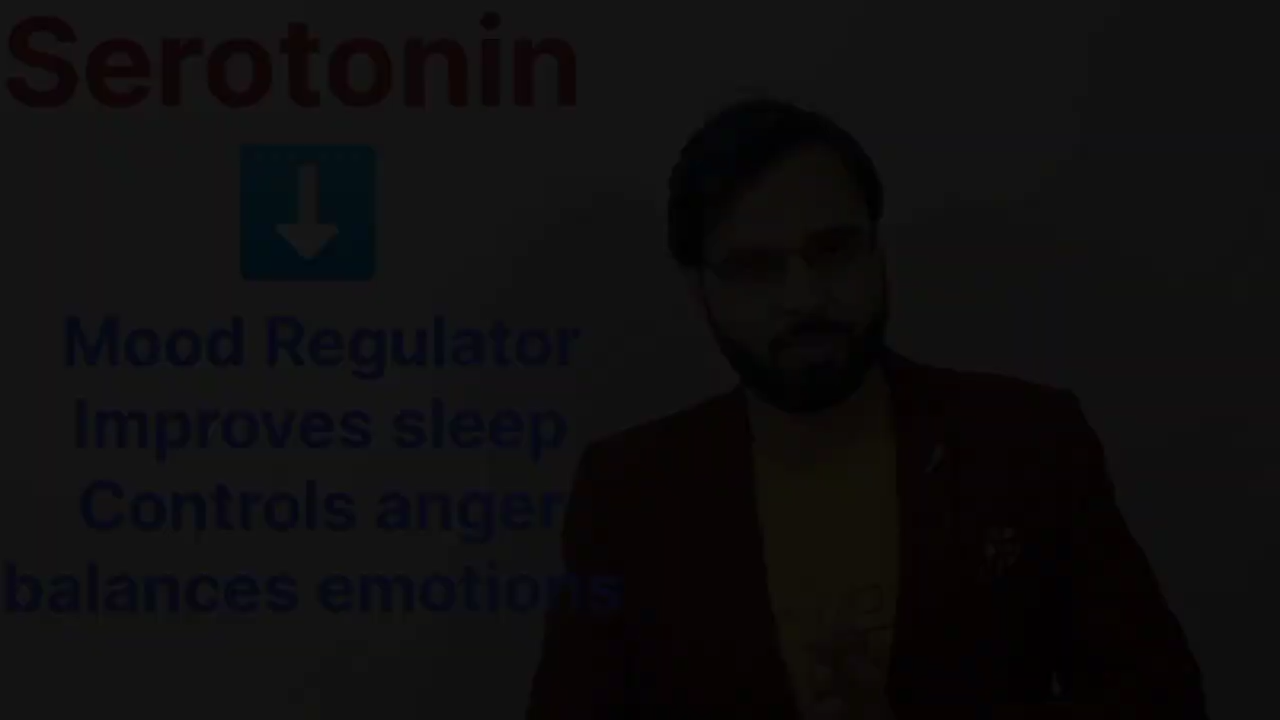 Serotonin
Mood Regulator
Improves sleep
Controls anger
balances emotions